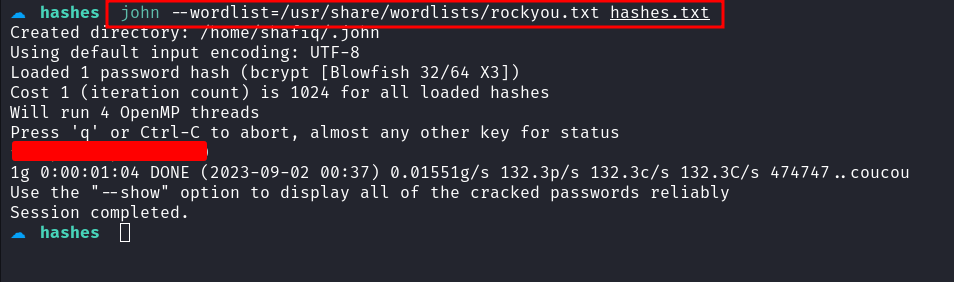 hashes john --wordlist=/usr/share/wordlists/rockyou.txt hashes.txt
Created directory: /home/shafiq/.john
Using default input encoding: UTF-8
Loaded 1 password hash (bcrypt [Blowfish 32/64 X3])
Cost 1 (iteration count) is 1024 for all loaded hashes
Will run 4 OpenMP threads
Press 'q' or Ctrl-C to abort, almost any other key for status
1g 0:00:01:04 DONE (2023-09-02 00:37) 0.01551g/s 132.3p/s 132.3c/s 132.3C/s 474747..coucou
Use the "--show" option to display all of the cracked passwords reliably
Session completed.
hashes